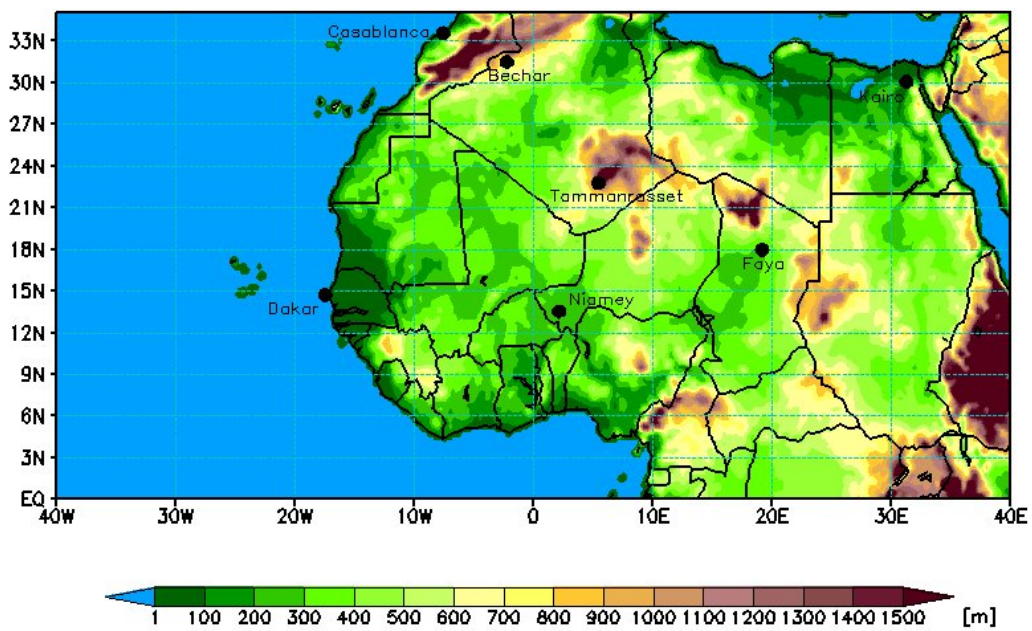 33N
30N
27N
24N
21N
18N
15N
12N
9N
6N
3N
EQ
Casablanca
Bechar
Kairo
Tammanrasset
Faya
Niamey
Dakar
40W 30W 20W 10W 0 10E 20E 30E 40E
1 100 200 300 400 500 600 700 800 900 1000 1100 1200 1300 1400 1500 [m]